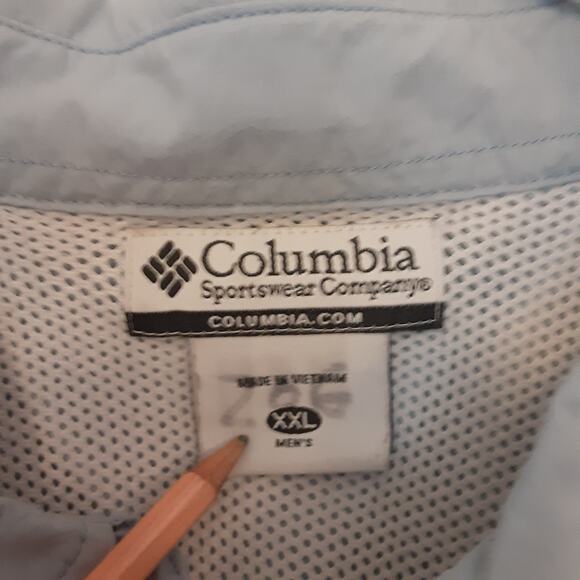 Columbia
Sportswear Company®
COLUMBIA.COM
MADE IN VIETNAM
XXL
MEN'S